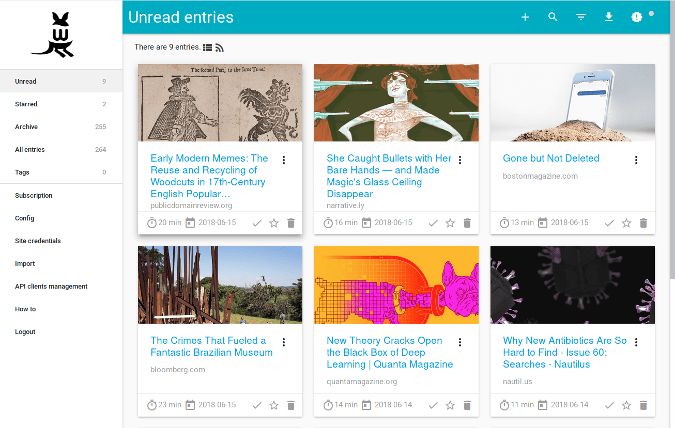 Unread entries
There are 9 entries.
Unread 9
Starred 2
Archive 255
All entries 264
Tags 0
Subscription
Config
Site credentials
Import
API clients management
How to
Logout
Early Modern Memes: The
Reuse and Recycling of
Woodcuts in 17th-Century
English Popular…
publicdomainreview.org
20 min 2018-06-15
She Caught Bullets with Her
Bare Hands — and Made
Magic's Glass Ceiling
Disappear
narrative.ly
16 min 2018-06-15
Gone but Not Deleted
bostonmagazine.com
13 min 2018-06-15
The Crimes That Fueled a
Fantastic Brazilian Museum
bloomberg.com
23 min 2018-06-15
New Theory Cracks Open
the Black Box of Deep
Learning | Quanta Magazine
quantamagazine.org
14 min 2018-06-14
Why New Antibiotics Are So
Hard to Find - Issue 60:
Searches - Nautilus
nautil.us
11 min 2018-06-14